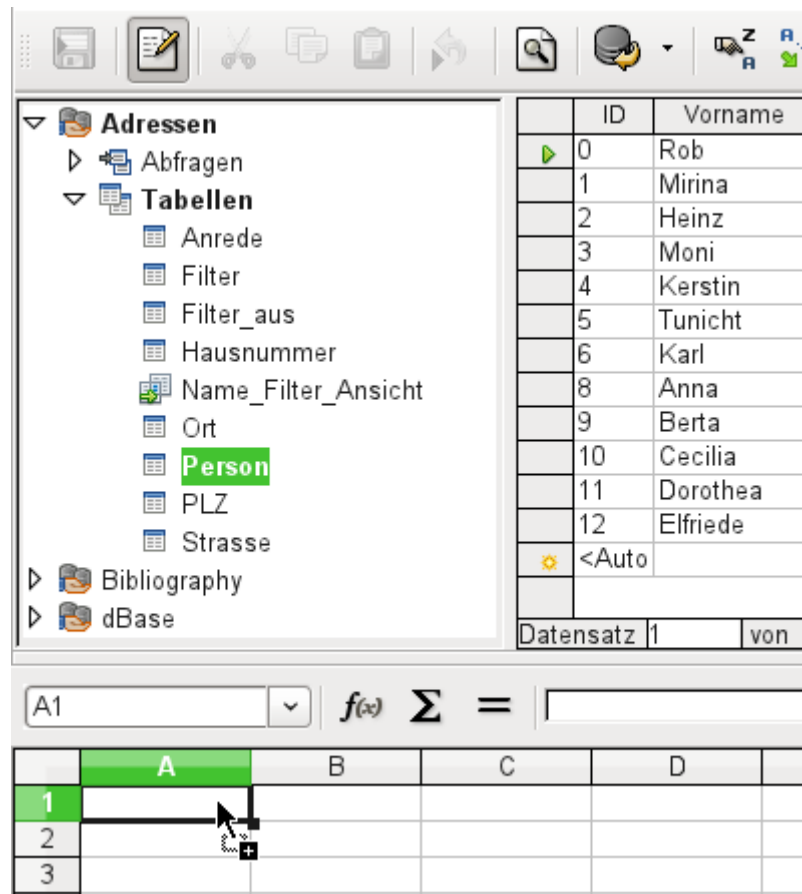 Z
A
A
Adressen
Abfragen
Tabellen
Anrede
Filter
Filter_aus
Hausnummer
Name_Filter_Ansicht
Ort
Person
PLZ
Strasse
Bibliography
dBase
ID Vorname
0 Rob
1 Mirina
2 Heinz
3 Moni
4 Kerstin
5 Tunicht
6 Karl
8 Anna
9 Berta
10 Cecilia
11 Dorothea
12 Elfriede
<Auto
Datensatz 1 von
A1 f(x) Σ =
A B C D
1
2
3